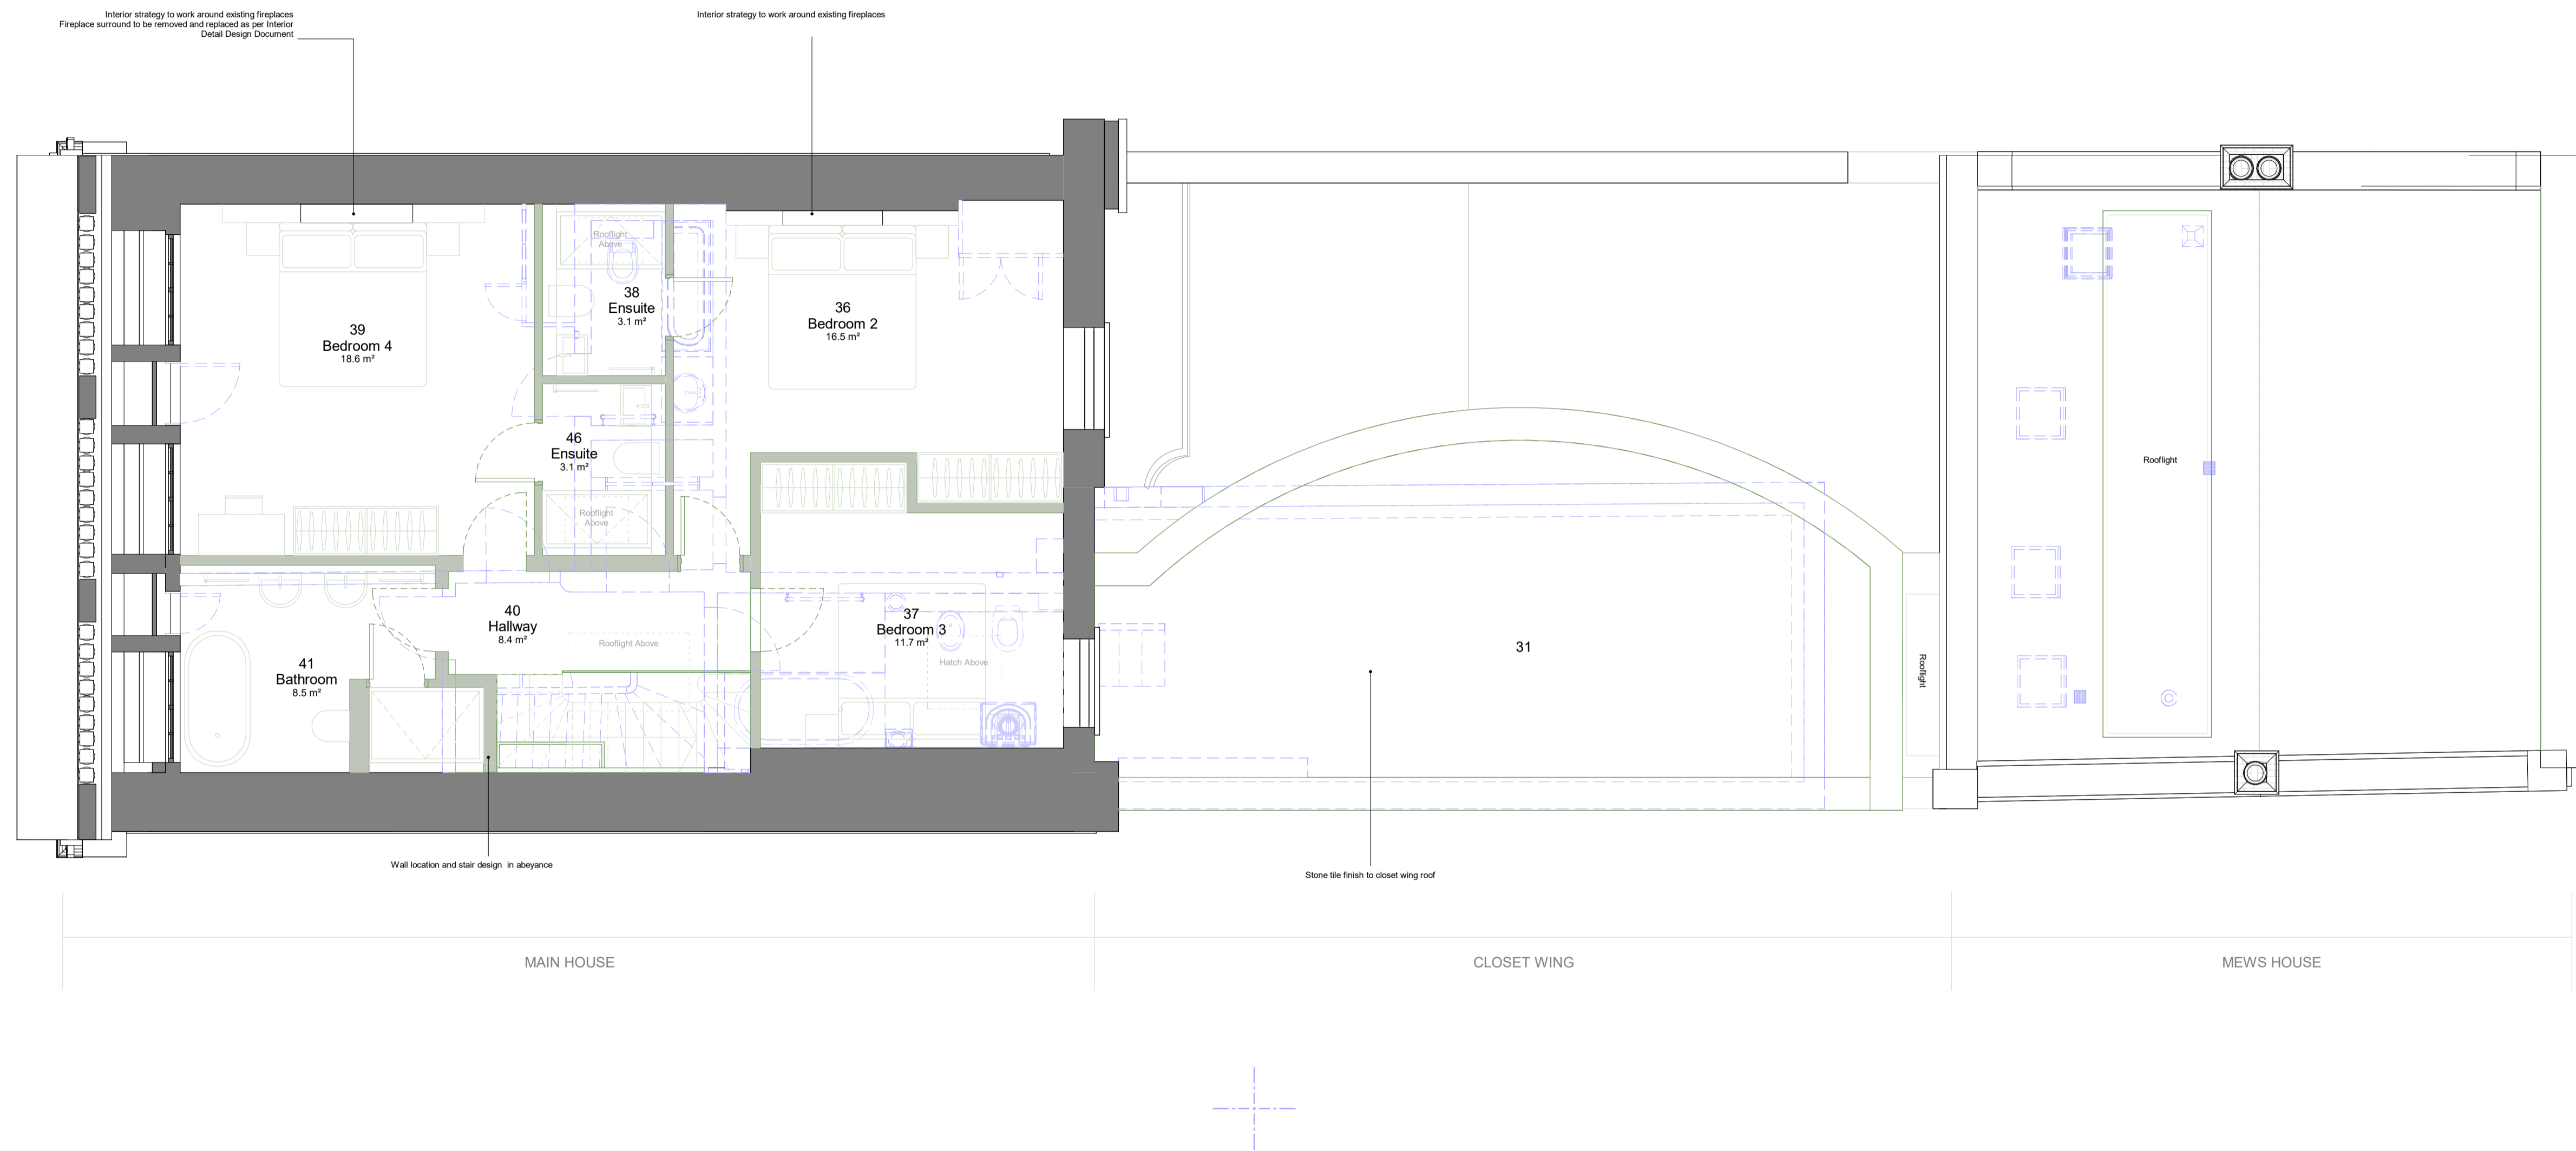 Interior strategy to work around existing fireplaces
Fireplace surround to be removed and replaced as per Interior
Detail Design Document
Interior strategy to work around existing fireplaces
Rooflight
Above
38
Ensuite
3.1 m²
36
Bedroom 2
16.5 m²
39
Bedroom 4
18.6 m²
46
Ensuite
3.1 m²
Rooflight
Above
Rooflight
40
Hallway
8.4 m²
Rooflight Above
37
Bedroom 3
11.7 m²
Hatch Above
41
Bathroom
8.5 m²
31
Rooflight
Wall location and stair design in abeyance
Stone tile finish to closet wing roof
MAIN HOUSE
CLOSET WING
MEWS HOUSE